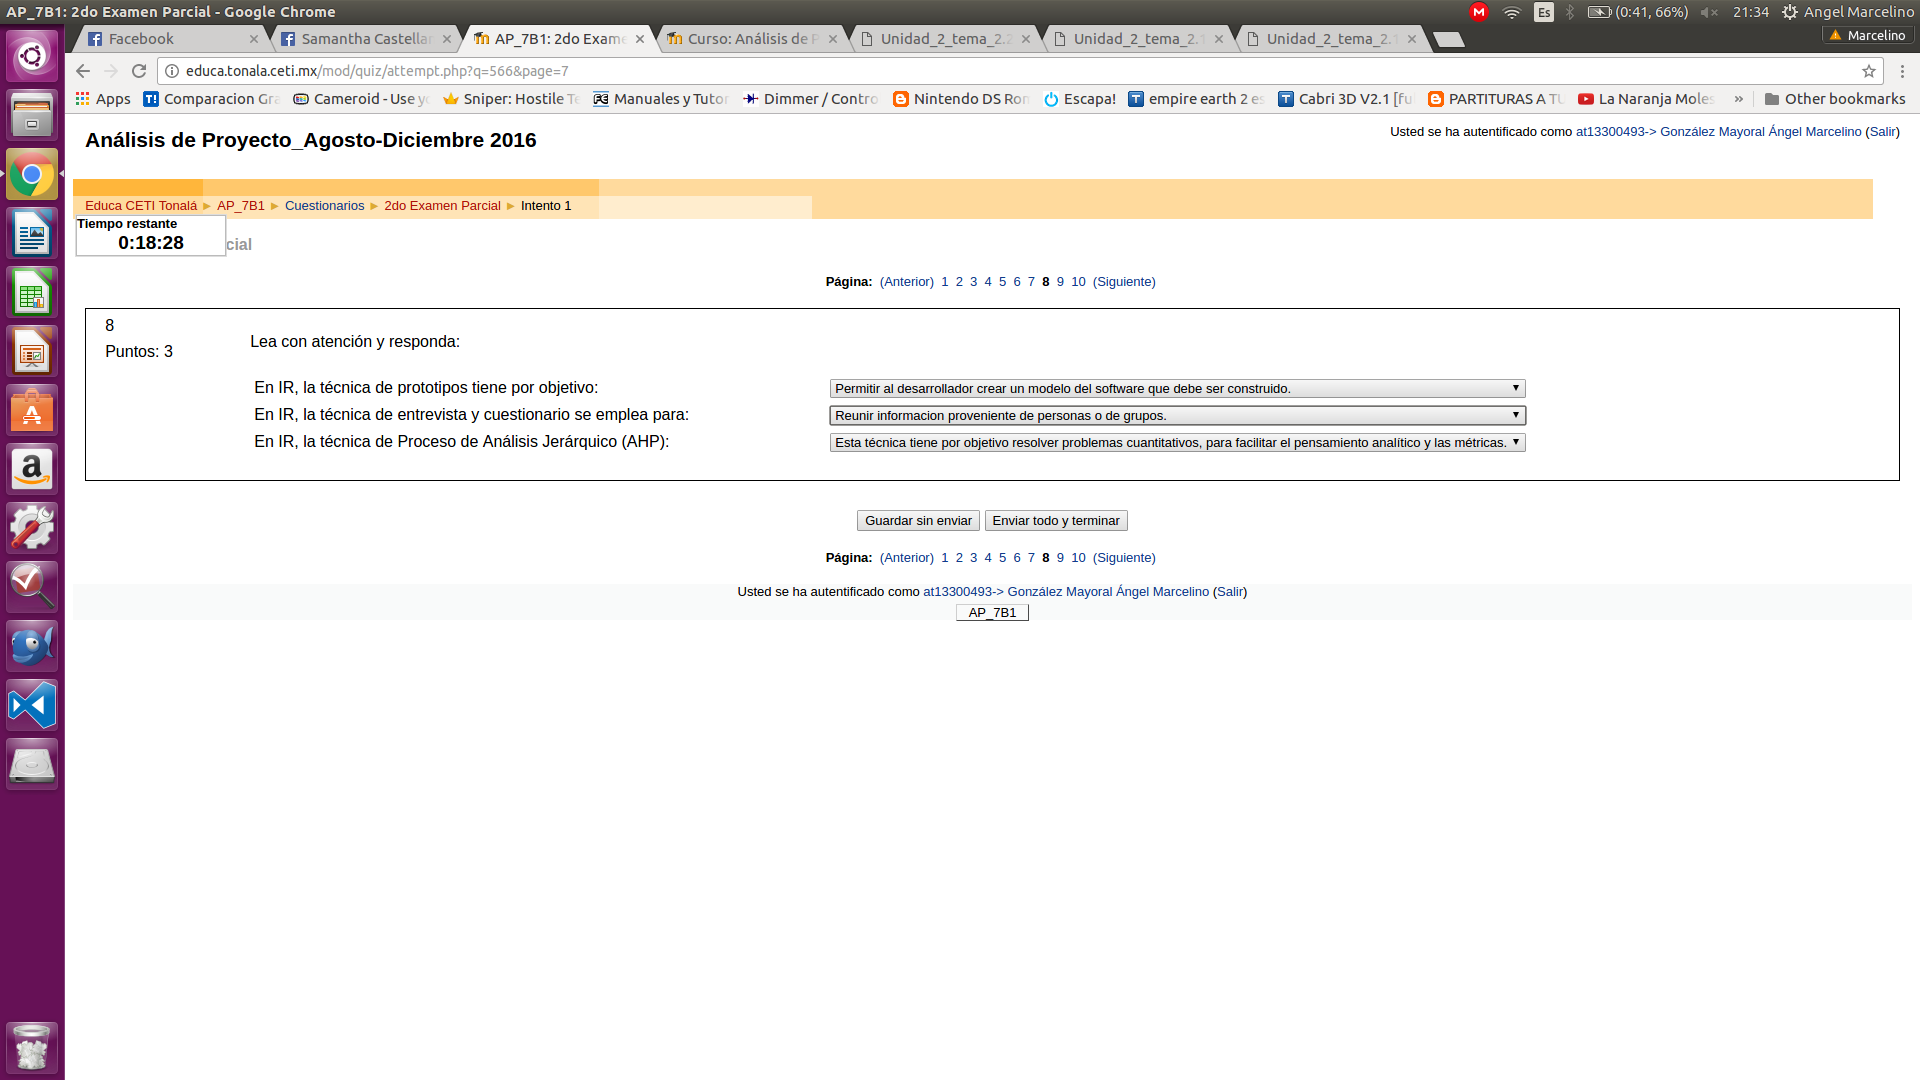 AP_7B1: 2do Examen Parcial - Google Chrome
Es (0:41, 66%) 21:34 Angel Marcelino
Facebook Samantha Castellar AP_7B1: 2do Exame Curso: Análisis de P Unidad_2_tema_2. Unidad_2_tema_2. Unidad_2_tema_2. Marcelino
educa.tonala.ceti.mx/mod/quiz/attempt.php?q=566&page=7
Apps Comparacion Gra Cameroid - Use yo Sniper: Hostile Te Manuales y Tutor Dimmer / Contro Nintendo DS Rom Escapa! empire earth 2 es Cabri 3D V2.1 [fu PARTITURAS A TU La Naranja Moles » Other bookmarks
Análisis de Proyecto_Agosto-Diciembre 2016
Usted se ha autentificado como at13300493-> González Mayoral Ángel Marcelino (Salir)
Educa CETI Tonalá ► AP_7B1 ► Cuestionarios ► 2do Examen Parcial ► Intento 1
Tiempo restante
0:18:28
cial
Página: (Anterior) 1 2 3 4 5 6 7 8 9 10 (Siguiente)
8
Puntos: 3
Lea con atención y responda:
En IR, la técnica de prototipos tiene por objetivo: Permitir al desarrollador crear un modelo del software que debe ser construido.
En IR, la técnica de entrevista y cuestionario se emplea para: Reunir informacion proveniente de personas o de grupos.
En IR, la técnica de Proceso de Análisis Jerárquico (AHP): Esta técnica tiene por objetivo resolver problemas cuantitativos, para facilitar el pensamiento analítico y las métricas.
Guardar sin enviar Enviar todo y terminar
Página: (Anterior) 1 2 3 4 5 6 7 8 9 10 (Siguiente)
Usted se ha autentificado como at13300493-> González Mayoral Ángel Marcelino (Salir)
AP_7B1